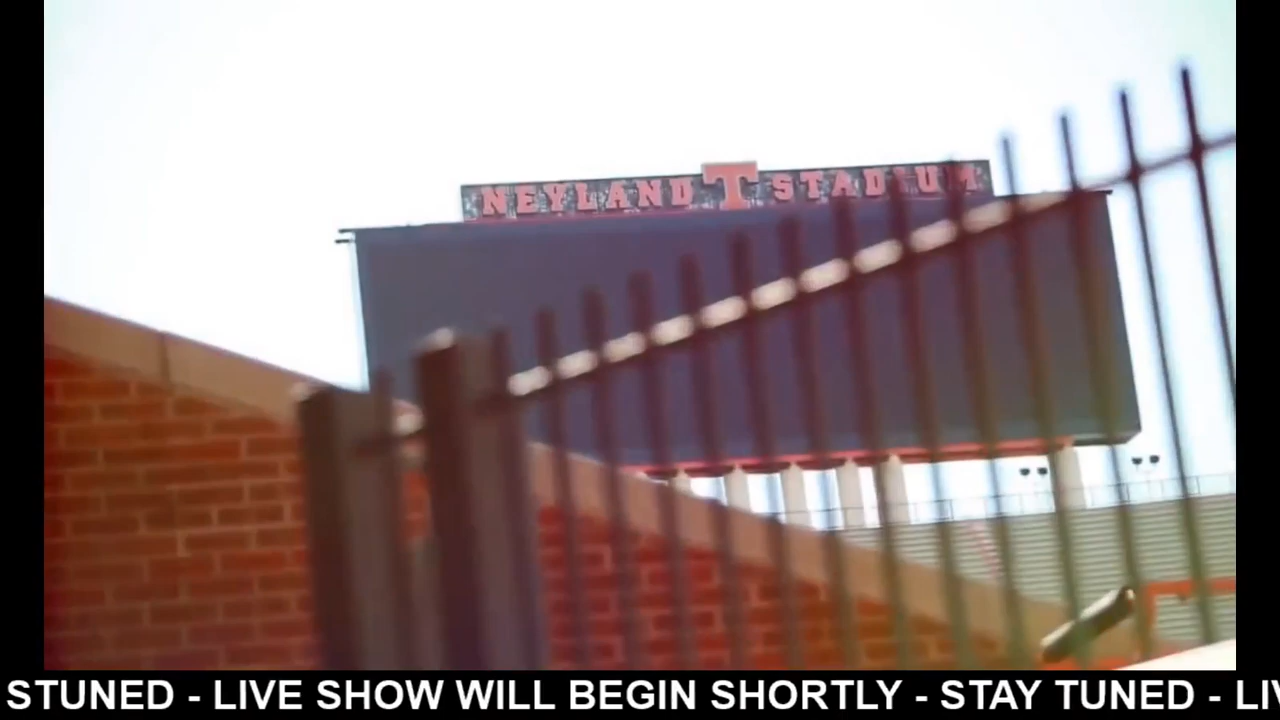 NEYLAND T STADIUM
STUNED - LIVE SHOW WILL BEGIN SHORTLY - STAY TUNED - LIV